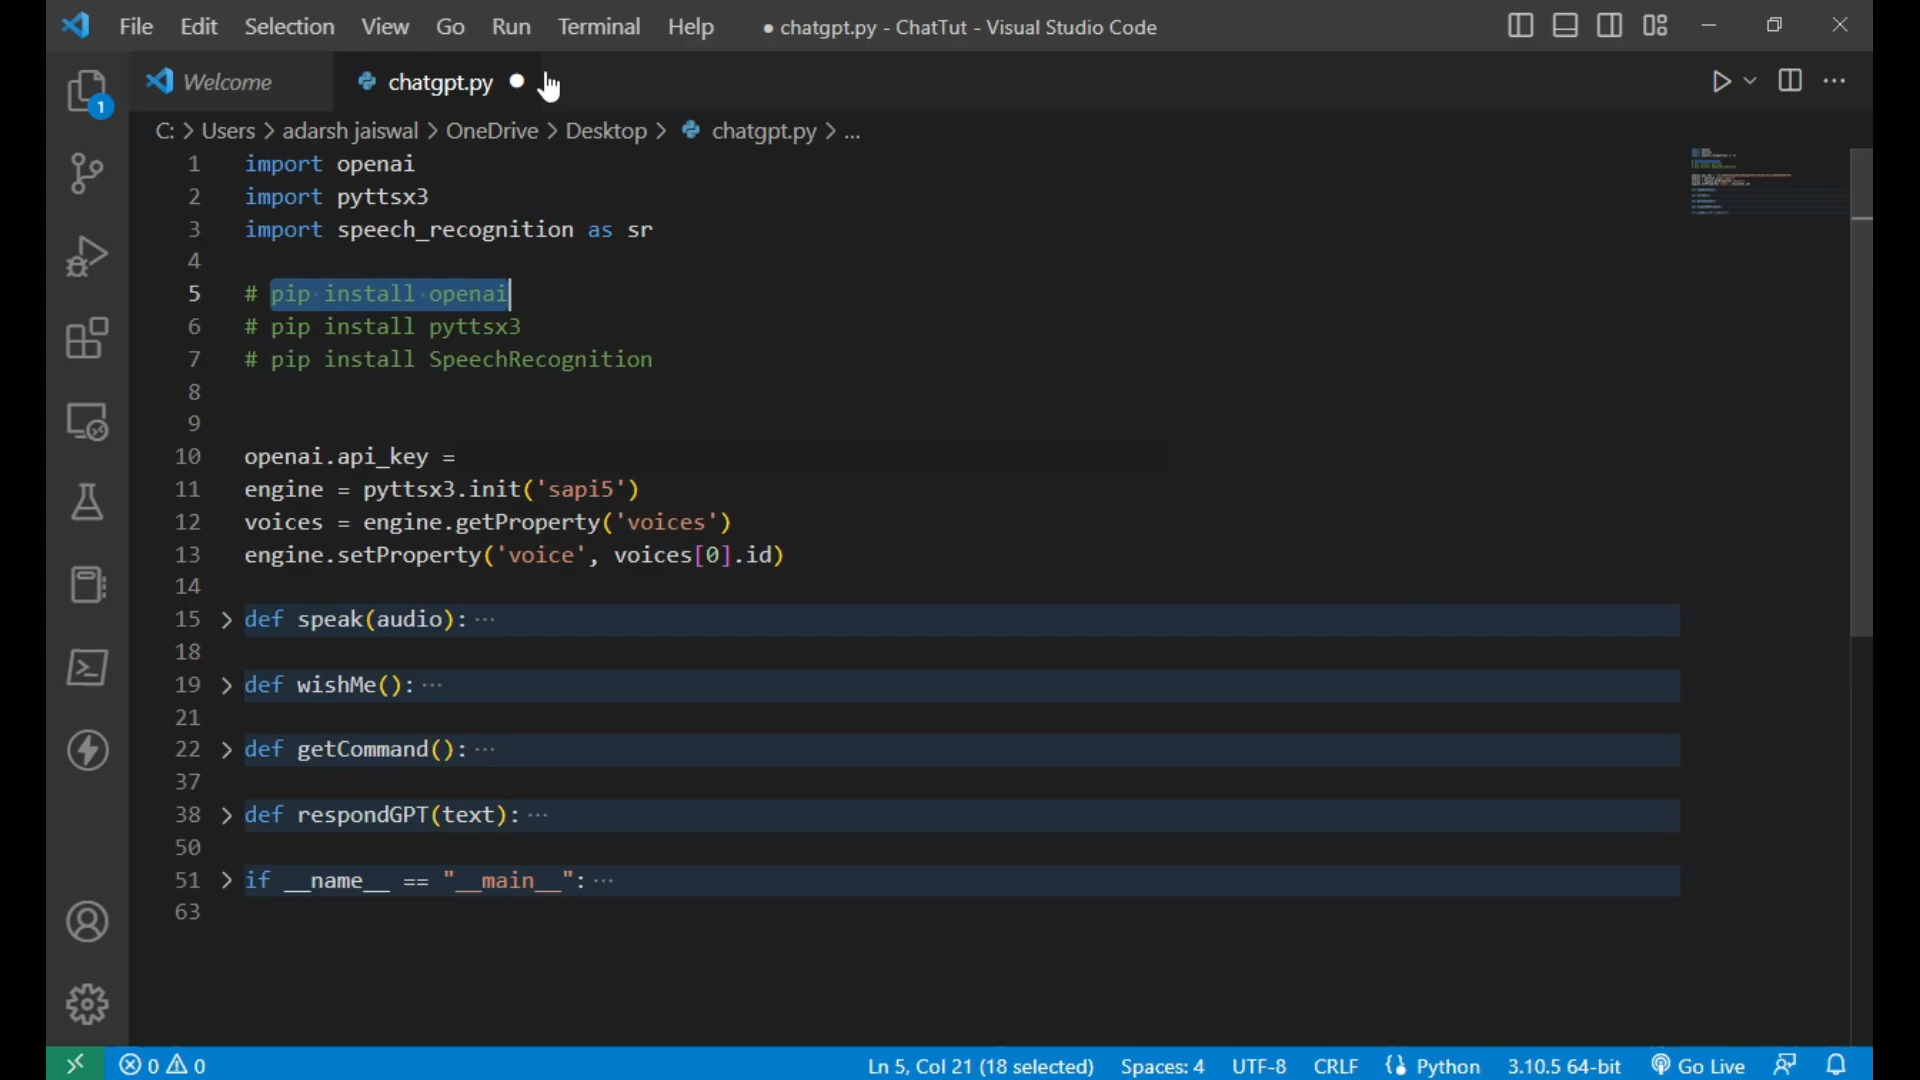 File Edit Selection View Go Run Terminal Help ● chatgpt.py - ChatTut - Visual Studio Code
Welcome chatgpt.py
C: > Users > adarsh jaiswal > OneDrive > Desktop > chatgpt.py > ...
1
1 import openai
2 import pyttsx3
3 import speech_recognition as sr
4
5 # pip install openai
6 # pip install pyttsx3
7 # pip install SpeechRecognition
8
9
10 openai.api_key =
11 engine = pyttsx3.init('sapi5')
12 voices = engine.getProperty('voices')
13 engine.setProperty('voice', voices[0].id)
14
15 > def speak(audio): ...
18
19 > def wishMe(): ...
21
22 > def getCommand(): ...
37
38 > def respondGPT(text): ...
50
51 > if __name__ == "__main__": ...
63
0 0 Ln 5, Col 21 (18 selected) Spaces: 4 UTF-8 CRLF Python 3.10.5 64-bit Go Live